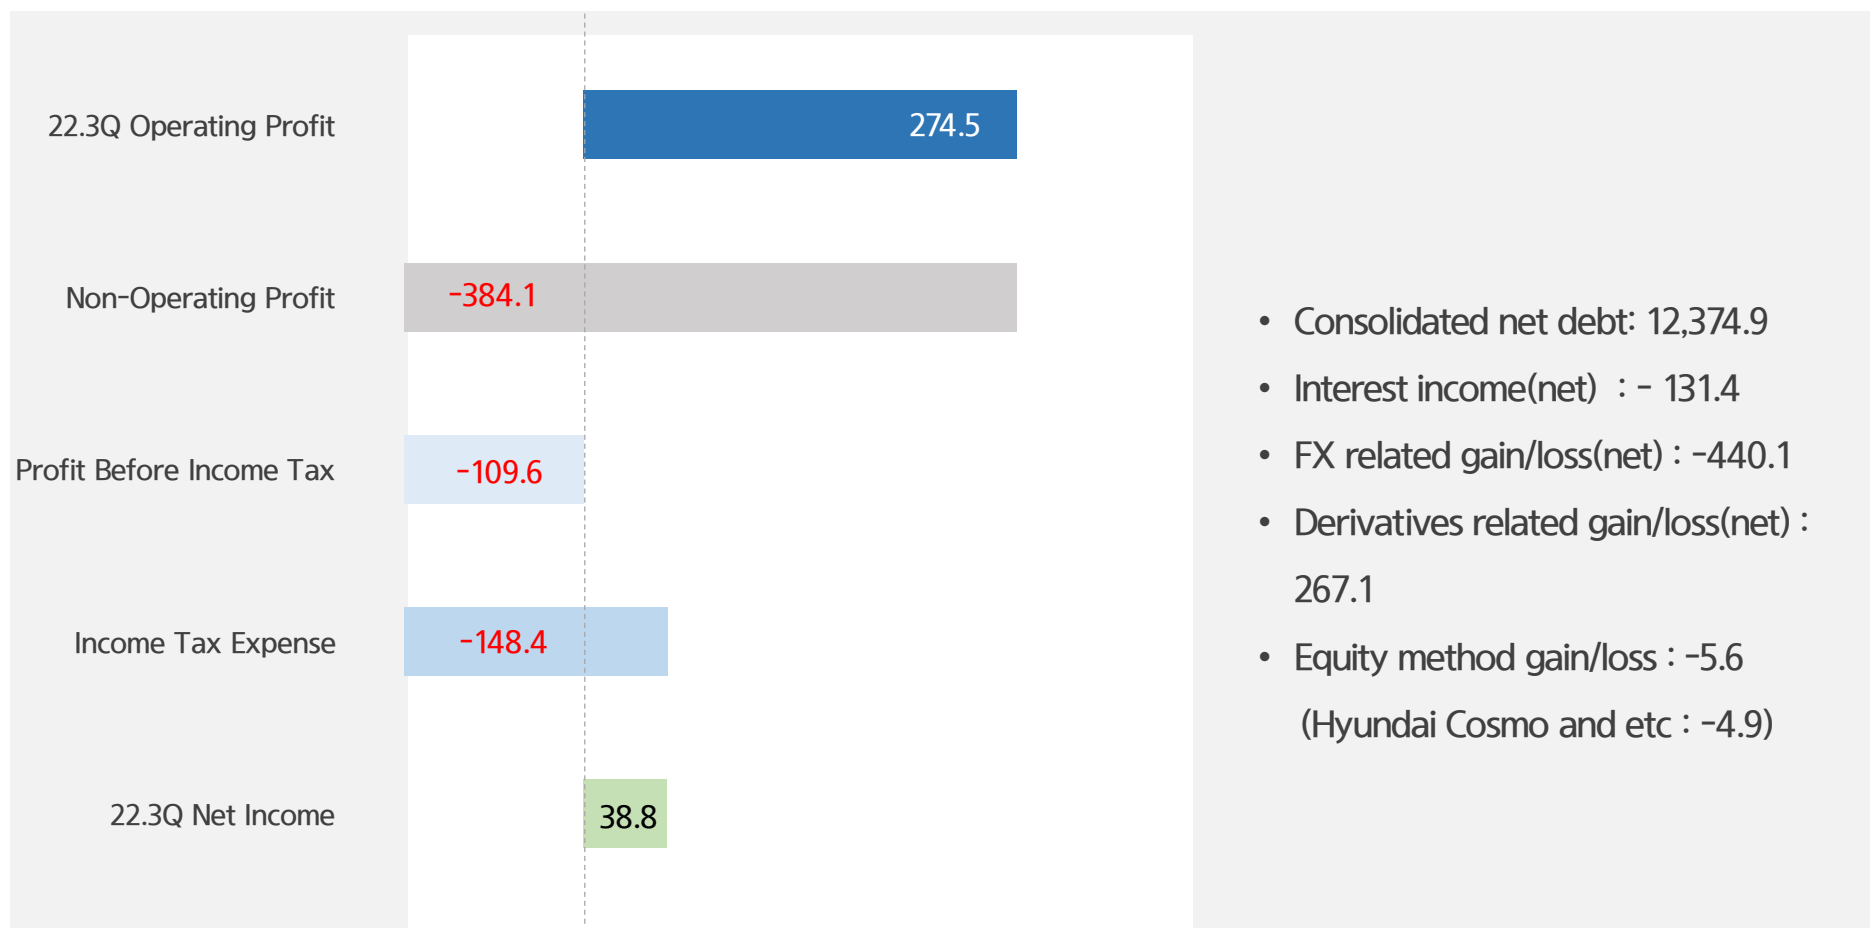 22.3Q Operating Profit
274.5
Non-Operating Profit
-384.1
Profit Before Income Tax
-109.6
Income Tax Expense
-148.4
22.3Q Net Income
38.8
• Consolidated net debt: 12,374.9
• Interest income(net) : - 131.4
• FX related gain/loss(net) : -440.1
• Derivatives related gain/loss(net) :
267.1
• Equity method gain/loss : -5.6
(Hyundai Cosmo and etc : -4.9)